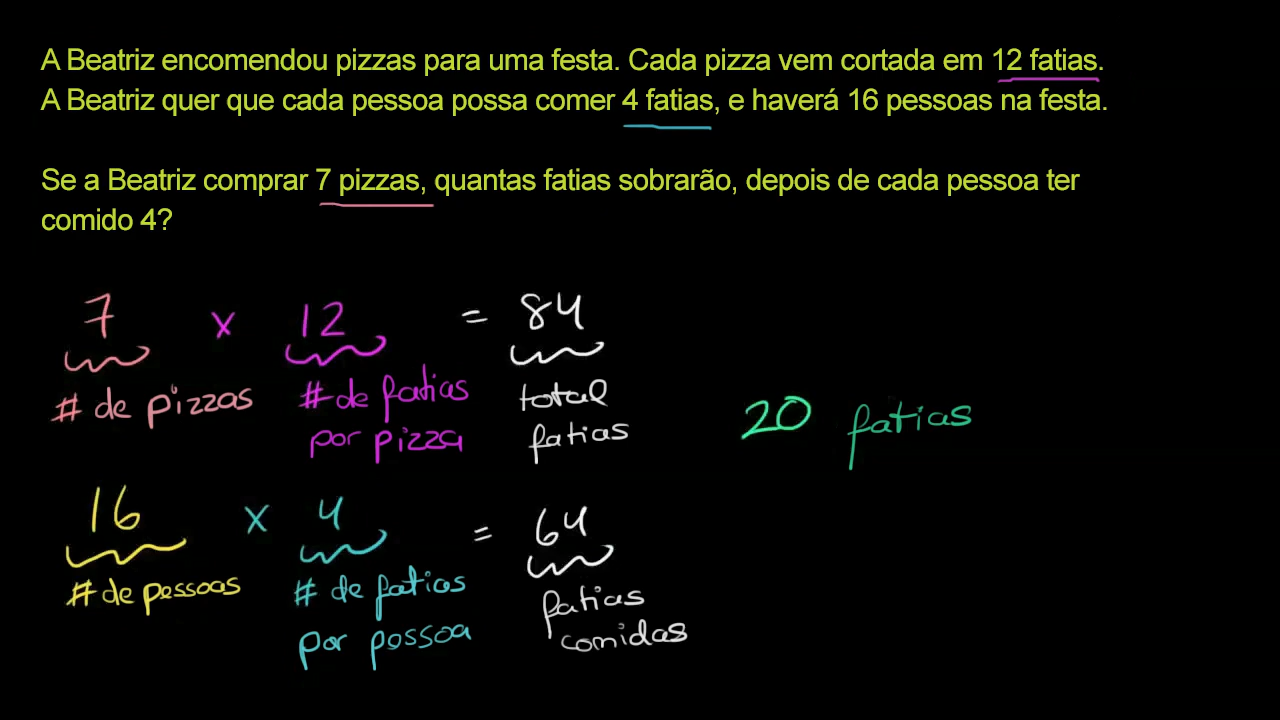 A Beatriz encomendou pizzas para uma festa. Cada pizza vem cortada em 12 fatias.
A Beatriz quer que cada pessoa possa comer 4 fatias, e haverá 16 pessoas na festa.
Se a Beatriz comprar 7 pizzas, quantas fatias sobrarão, depois de cada pessoa ter
comido 4?
7 x 12 = 84
# de pizzas
# de fatias
por pizza
total
fatias
20 fatias
16 x 4 = 64
# de pessoas
# de fatias
por pessoa
fatias
comidas